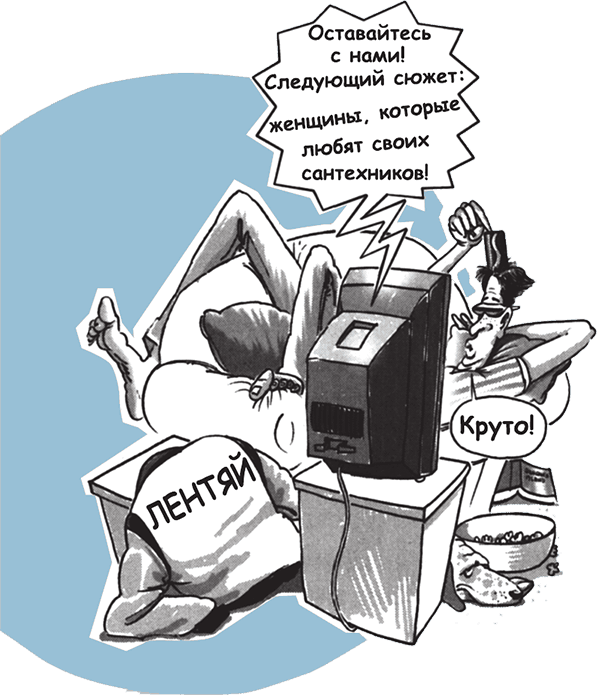 Оставайтесь
с нами!
Следующий сюжет:
женщины, которые
любят своих
сантехников!
Круто!
ЛЕНТЯЙ